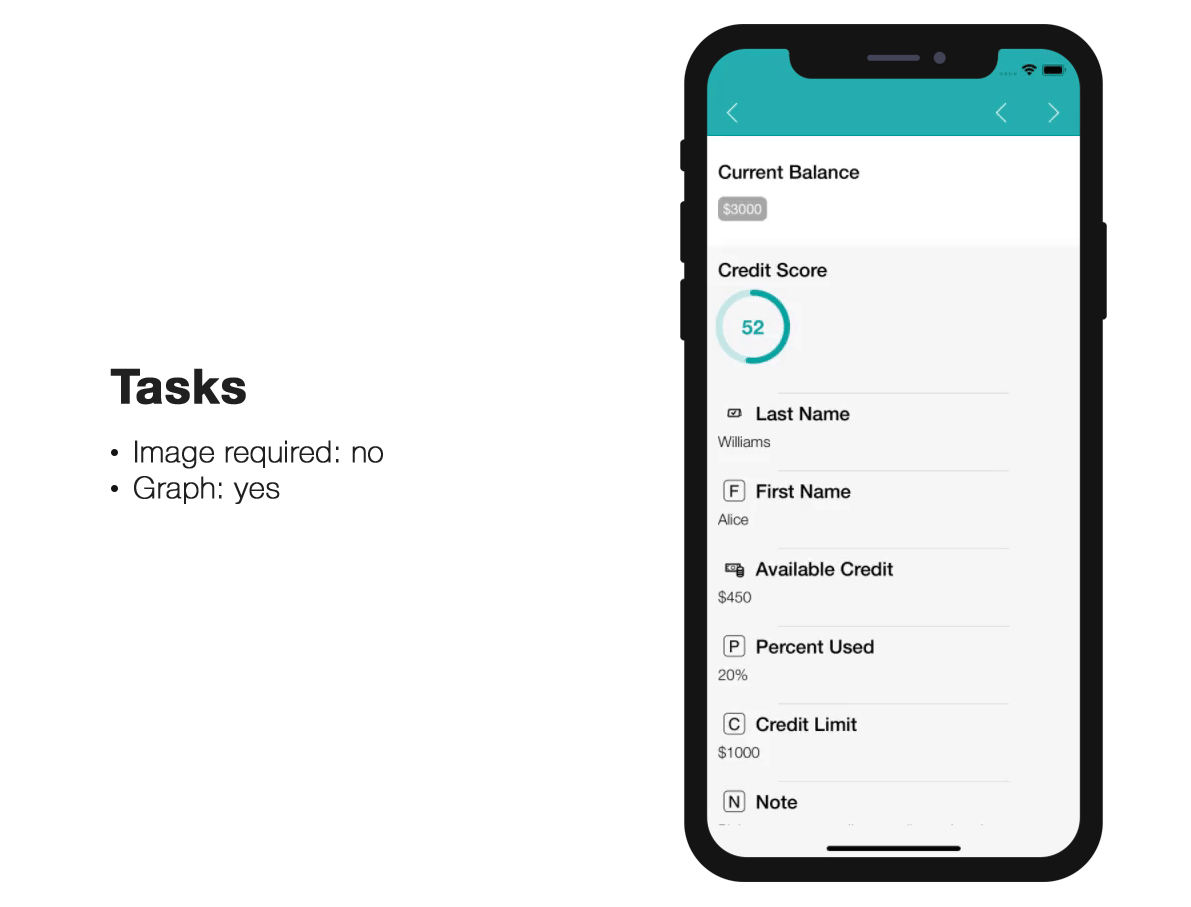 Tasks
• Image required: no
• Graph: yes
Current Balance
$3000
Credit Score
52
Last Name
Williams
F First Name
Alice
Available Credit
$450
P Percent Used
20%
C Credit Limit
$1000
N Note